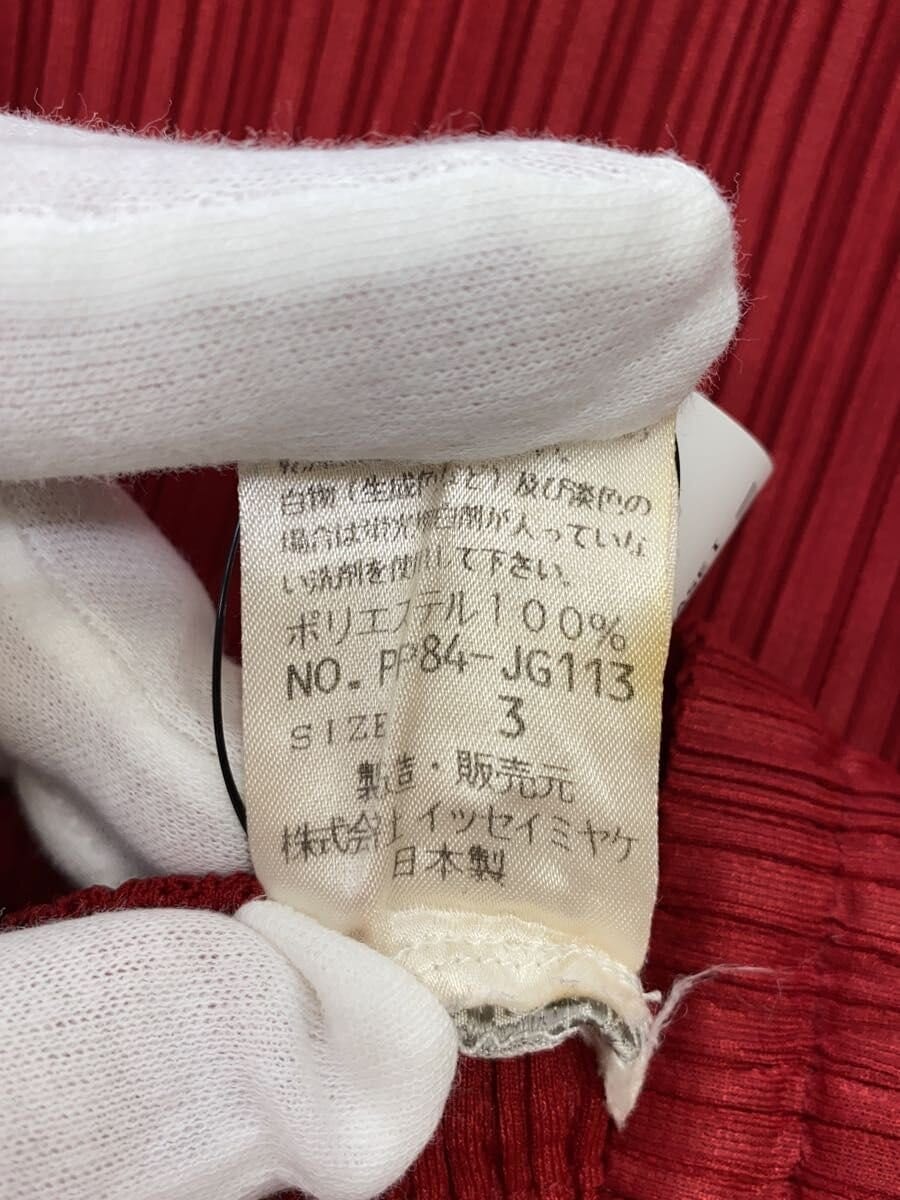 白物(生成色など)及び淡色の
場合は蛍光増白剤が入っていな
い洗剤を使用して下さい。
ポリエステル100%
NO. PP84-JG113
SIZE 3
製造・販売元
株式会社イッセイミヤケ
日本製